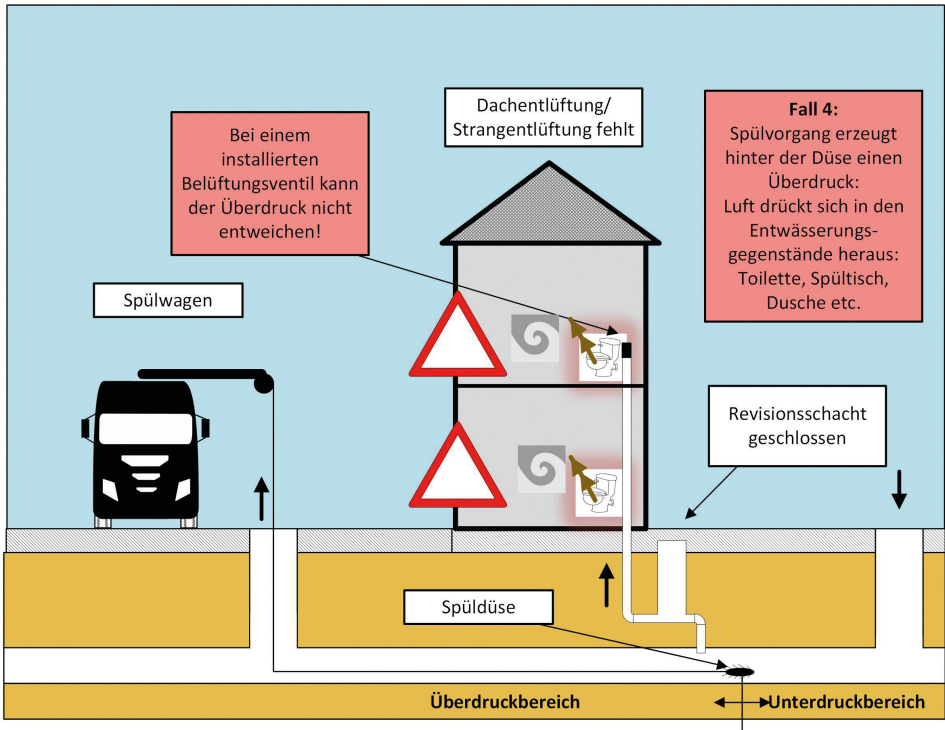 Dachentlüftung/
Strangentlüftung fehlt
Bei einem
installierten
Belüftungsventil kann
der Überdruck nicht
entweichen!
Fall 4:
Spülvorgang erzeugt
hinter der Düse einen
Überdruck:
Luft drückt sich in den
Entwässerungs-
gegenstände heraus:
Toilette, Spültisch,
Dusche etc.
Spülwagen
Revisionsschacht
geschlossen
Spüldüse
Überdruckbereich
Unterdruckbereich